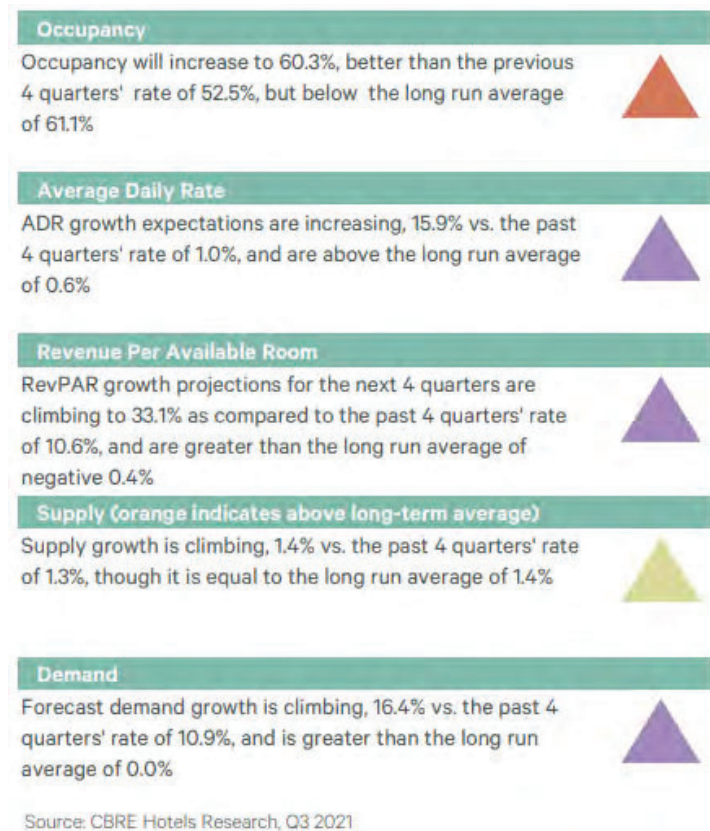 Occupancy
Occupancy will increase to 60.3%, better than the previous
4 quarters' rate of 52.5%, but below the long run average
of 61.1%
Average Daily Rate
ADR growth expectations are increasing, 15.9% vs. the past
4 quarters' rate of 1.0%, and are above the long run average
of 0.6%
Revenue Per Available Room
RevPAR growth projections for the next 4 quarters are
climbing to 33.1% as compared to the past 4 quarters' rate
of 10.6%, and are greater than the long run average of
negative 0.4%
Supply (orange indicates above long-term average)
Supply growth is climbing, 1.4% vs. the past 4 quarters' rate
of 1.3%, though it is equal to the long run average of 1.4%
Demand
Forecast demand growth is climbing, 16.4% vs. the past 4
quarters' rate of 10.9%, and is greater than the long run
average of 0.0%
Source: CBRE Hotels Research, Q3 2021